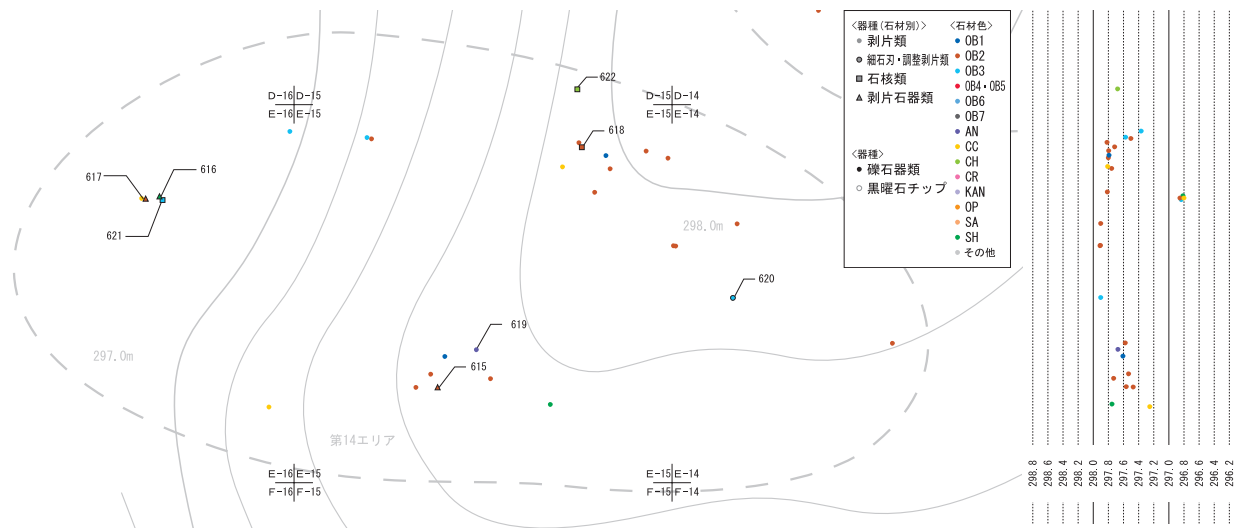 〈器種(石材別)〉
剥片類
細石刃・調整剥片類
石核類
剥片石器類
〈器種〉
礫石器類
黒曜石チップ
〈石材色〉
OB1
OB2
OB3
OB4・OB5
OB6
OB7
AN
CC
CH
CR
KAN
OP
SA
SH
その他
622
D-16 D-15
E-16 E-15
D-15 D-14
E-15 E-14
618
616
617
621
298.0m
620
619
297.0m
615
第14エリア
E-16 E-15
F-16 F-15
E-15 E-14
F-15 F-14
298.8
298.6
298.4
298.2
298.0
297.8
297.6
297.4
297.2
297.0
296.8
296.6
296.4
296.2